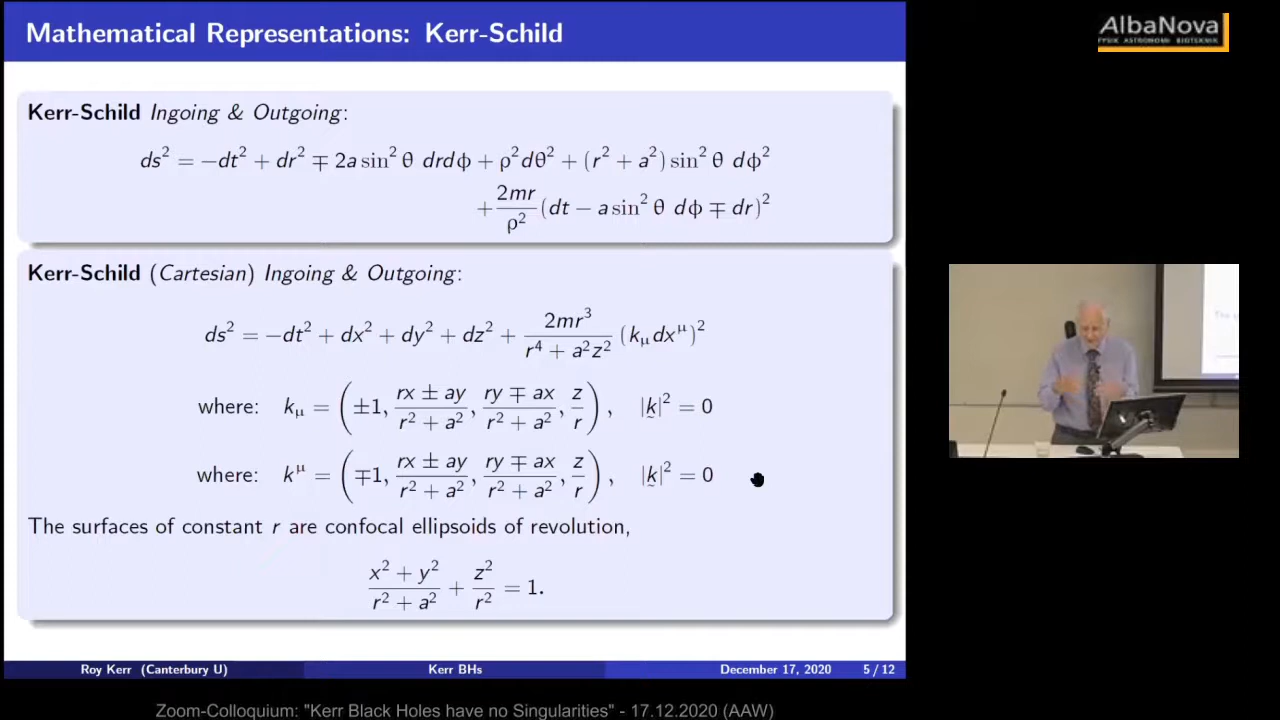 Mathematical Representations: Kerr-Schild
AlbaNova
FYSIK ASTRONOMI BIOTEKNIK
Kerr-Schild Ingoing & Outgoing:
ds² = −dt² + dr² ∓ 2a sin² θ drdϕ + ρ²dθ² + (r² + a²) sin² θ dϕ²
+ 2mr/ρ² (dt − a sin² θ dϕ ∓ dr)²
Kerr-Schild (Cartesian) Ingoing & Outgoing:
ds² = −dt² + dx² + dy² + dz² + 2mr³/(r⁴ + a²z²) (k_μ dx^μ)²
where: k_μ = (±1, (rx ± ay)/(r² + a²), (ry ∓ ax)/(r² + a²), z/r), |k|² = 0
where: k^μ = (∓1, (rx ± ay)/(r² + a²), (ry ∓ ax)/(r² + a²), z/r), |k|² = 0
The surfaces of constant r are confocal ellipsoids of revolution,
(x² + y²)/(r² + a²) + z²/r² = 1.
Roy Kerr (Canterbury U) Kerr BHs December 17, 2020 5 / 12
Zoom-Colloquium: "Kerr Black Holes have no Singularities" - 17.12.2020 (AAW)